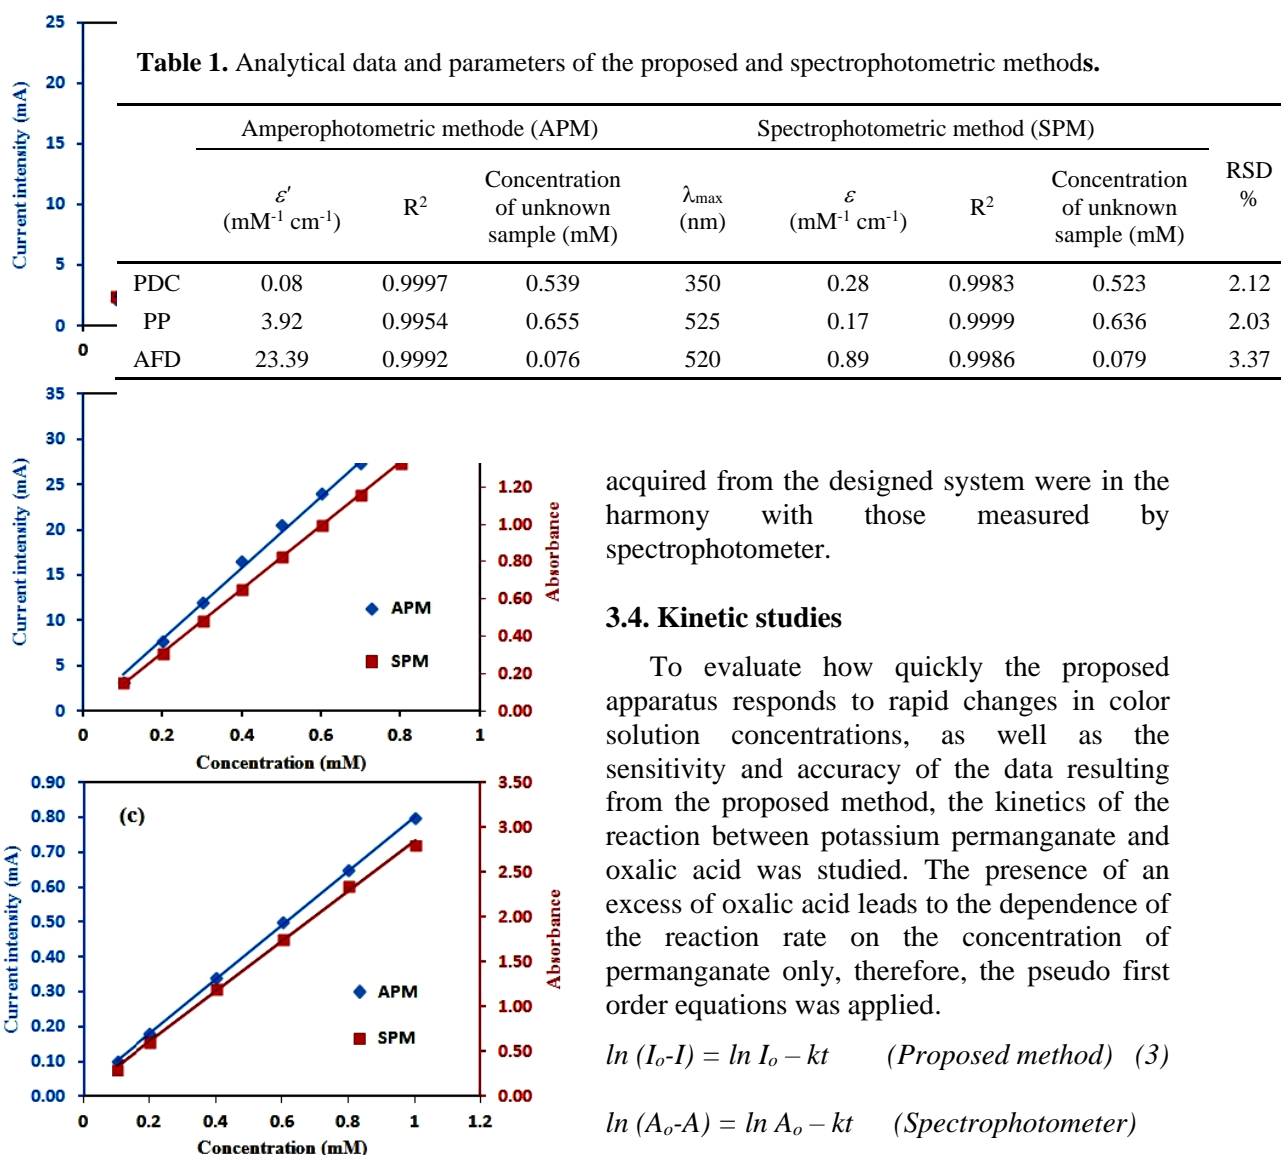 Table 1. Analytical data and parameters of the proposed and spectrophotometric methods.
Amperophotometric methode (APM) Spectrophotometric method (SPM) RSD %
ε′ (mM-1 cm-1) R2 Concentration of unknown sample (mM) λmax (nm) ε (mM-1 cm-1) R2 Concentration of unknown sample (mM)
PDC 0.08 0.9997 0.539 350 0.28 0.9983 0.523 2.12
PP 3.92 0.9954 0.655 525 0.17 0.9999 0.636 2.03
AFD 23.39 0.9992 0.076 520 0.89 0.9986 0.079 3.37
25
20
15
10
5
0
0
Current intensity (mA)
35
30
25
20
15
10
5
0
Current intensity (mA)
1.20
1.00
0.80
0.60
0.40
0.20
0.00
Absorbance
APM
SPM
0 0.2 0.4 0.6 0.8 1
Concentration (mM)
0.90
0.80
0.70
0.60
0.50
0.40
0.30
0.20
0.10
0.00
Current intensity (mA)
(c)
3.50
3.00
2.50
2.00
1.50
1.00
0.50
0.00
Absorbance
APM
SPM
0 0.2 0.4 0.6 0.8 1 1.2
Concentration (mM)
acquired from the designed system were in the
harmony with those measured by
spectrophotometer.
3.4. Kinetic studies
To evaluate how quickly the proposed
apparatus responds to rapid changes in color
solution concentrations, as well as the
sensitivity and accuracy of the data resulting
from the proposed method, the kinetics of the
reaction between potassium permanganate and
oxalic acid was studied. The presence of an
excess of oxalic acid leads to the dependence of
the reaction rate on the concentration of
permanganate only, therefore, the pseudo first
order equations was applied.
ln (Io-I) = ln Io – kt (Proposed method) (3)
ln (Ao-A) = ln Ao – kt (Spectrophotometer)